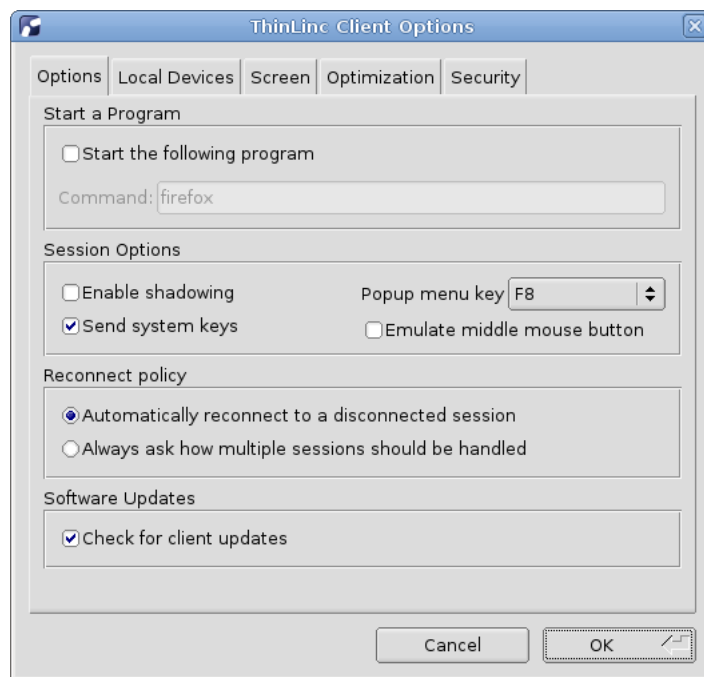 ThinLinc Client Options
Options Local Devices Screen Optimization Security
Start a Program
Start the following program
Command: firefox
Session Options
Enable shadowing Popup menu key F8
Send system keys Emulate middle mouse button
Reconnect policy
Automatically reconnect to a disconnected session
Always ask how multiple sessions should be handled
Software Updates
Check for client updates
Cancel OK